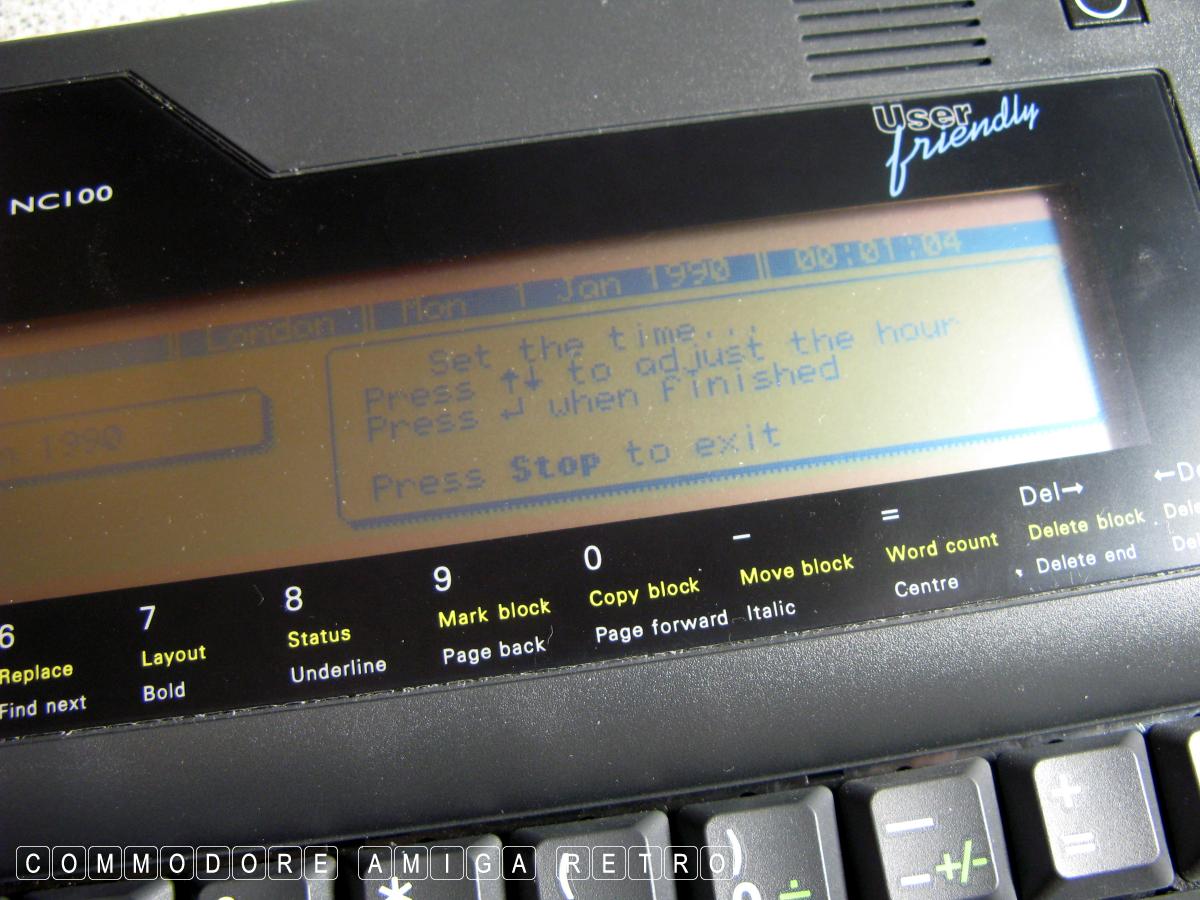 User
friendly
NC100
London ‖ Mon 1 Jan 1990 ‖ 00:01:04
Set the time...
Press ↑↓ to adjust the hour
Press ↵ when finished
Press Stop to exit
1990
6 7 8 9 0 - = Del→
Replace Layout Status Mark block Copy block Move block Word count Delete block
Find next Bold Underline Page back Page forward Italic Centre Delete end
* ( ) — +
0 ÷ - +/- =
COMMODORE AMIGA RETRO